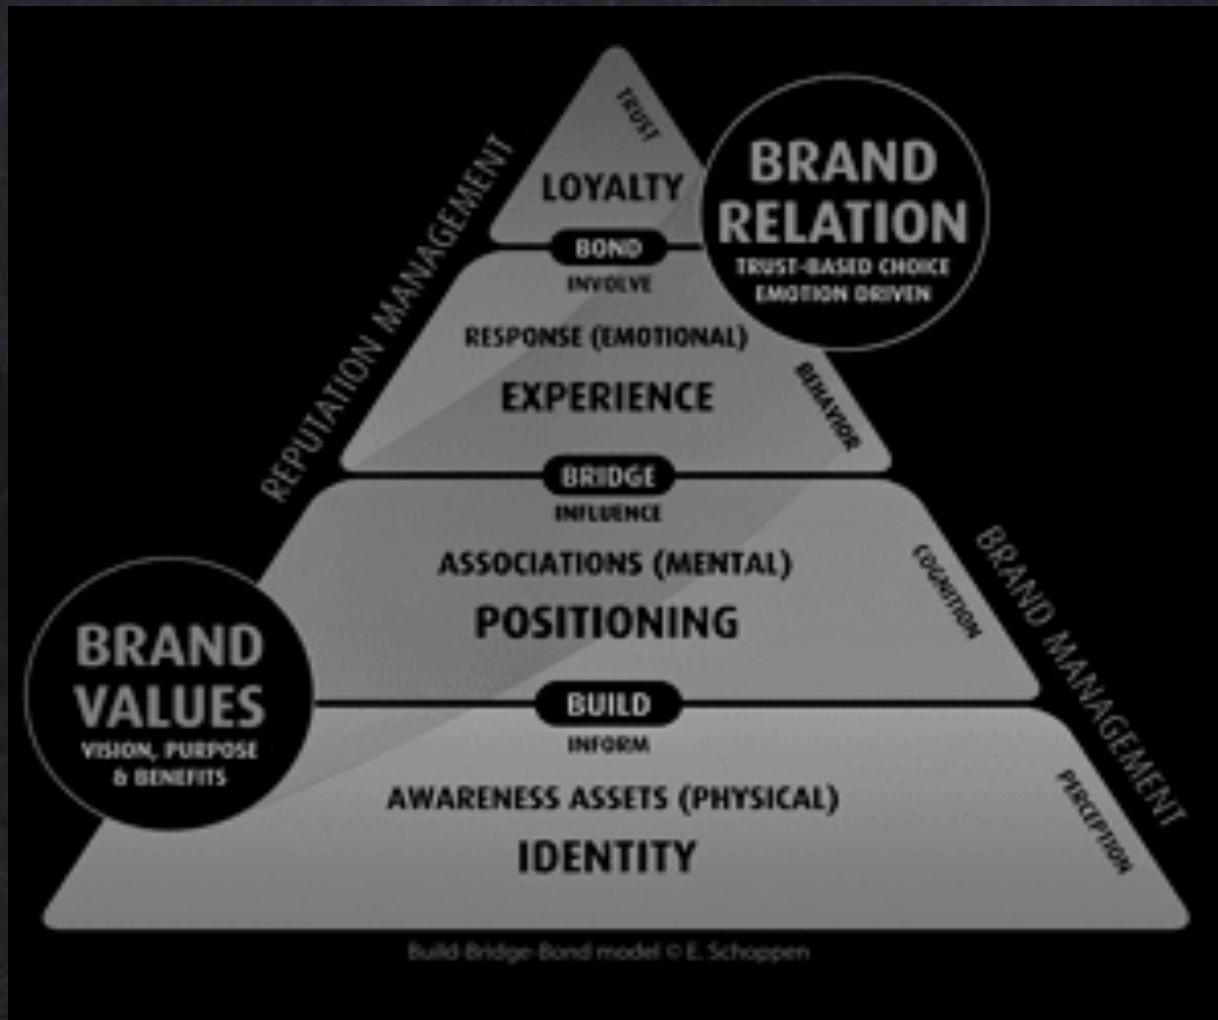 TRUST
LOYALTY
BRAND
RELATION
TRUST-BASED CHOICE
EMOTION DRIVEN
REPUTATION MANAGEMENT
BOND
INVOLVE
RESPONSE (EMOTIONAL)
EXPERIENCE
BEHAVIOR
BRIDGE
INFLUENCE
ASSOCIATIONS (MENTAL)
POSITIONING
COGNITION
BRAND MANAGEMENT
BRAND
VALUES
VISION, PURPOSE
& BENEFITS
BUILD
INFORM
AWARENESS ASSETS (PHYSICAL)
IDENTITY
PERCEPTION
Build-Bridge-Bond model © E. Schoppen